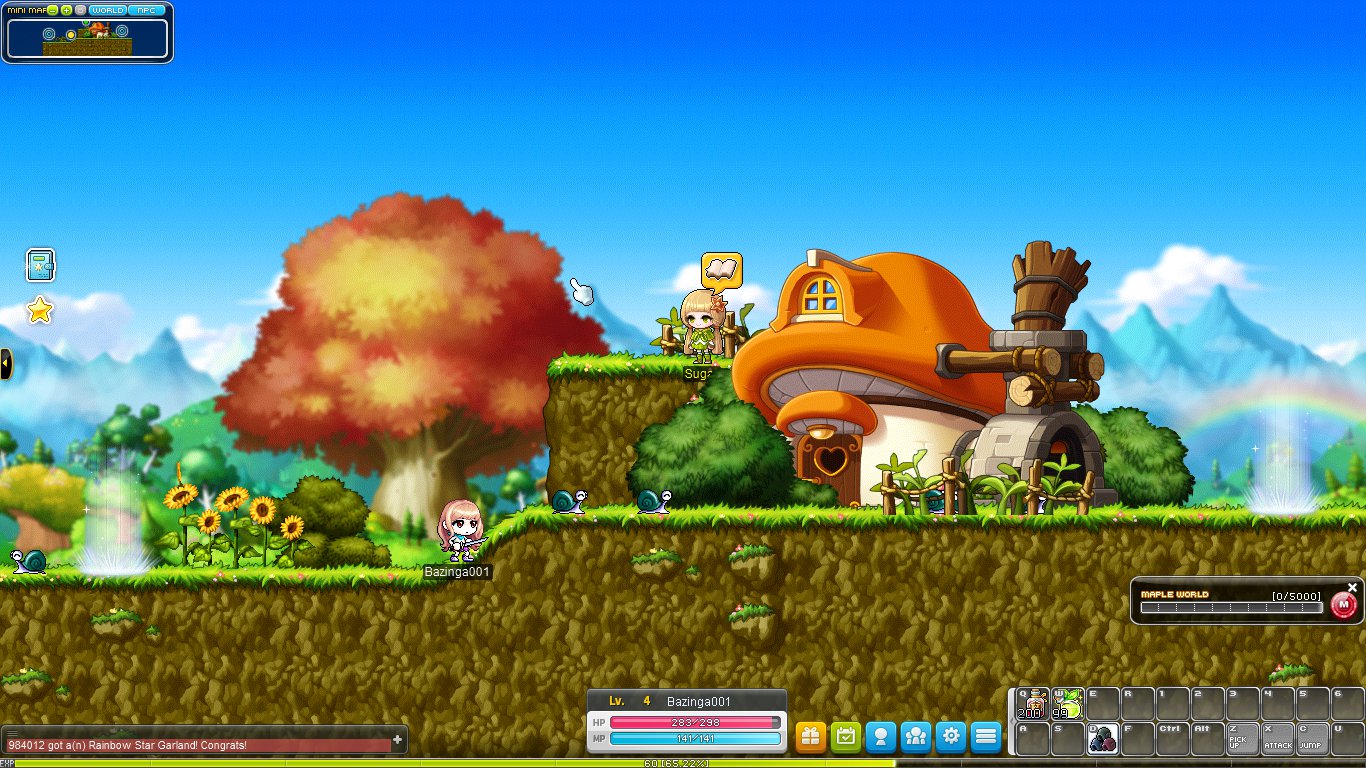 MINI MAP
WORLD
NPC
Suga
Bazinga001
MAPLE WORLD
[0/5000]
M
Lv. 4 Bazinga001
HP 283/298
MP 141/141
984012 got a(n) Rainbow Star Garland! Congrats!
Q W E R 1 2 3 4 5 6
200 99
A S D F Ctrl Alt Z X C U
PICK UP
ATTACK
JUMP
EXP 60 [65.22%]